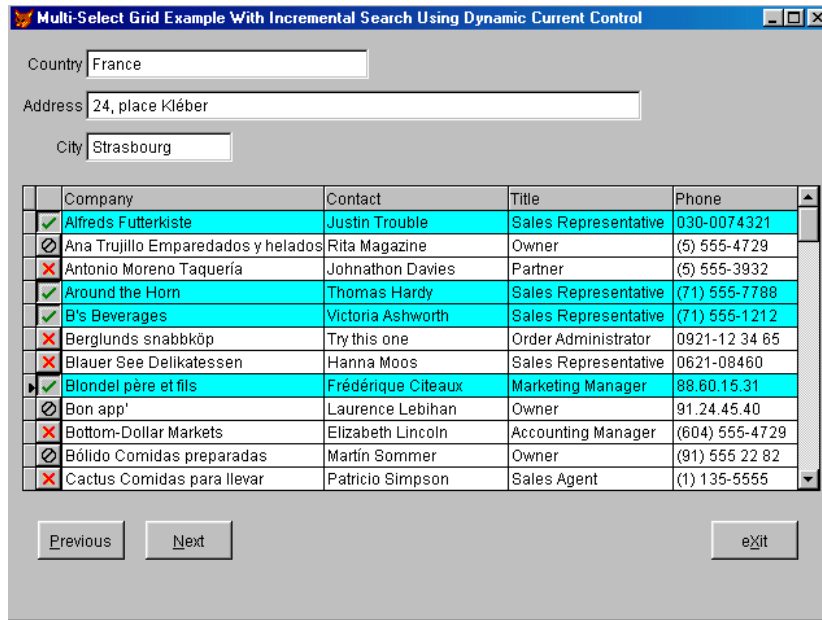 Multi-Select Grid Example With Incremental Search Using Dynamic Current Control
Country France
Address 24, place Kléber
City Strasbourg
Company Contact Title Phone
Alfreds Futterkiste Justin Trouble Sales Representative 030-0074321
Ana Trujillo Emparedados y helados Rita Magazine Owner (5) 555-4729
Antonio Moreno Taquería Johnathon Davies Partner (5) 555-3932
Around the Horn Thomas Hardy Sales Representative (71) 555-7788
B's Beverages Victoria Ashworth Sales Representative (71) 555-1212
Berglunds snabbköp Try this one Order Administrator 0921-12 34 65
Blauer See Delikatessen Hanna Moos Sales Representative 0621-08460
Blondel père et fils Frédérique Citeaux Marketing Manager 88.60.15.31
Bon app' Laurence Lebihan Owner 91.24.45.40
Bottom-Dollar Markets Elizabeth Lincoln Accounting Manager (604) 555-4729
Bólido Comidas preparadas Martín Sommer Owner (91) 555 22 82
Cactus Comidas para llevar Patricio Simpson Sales Agent (1) 135-5555
Previous Next eXit